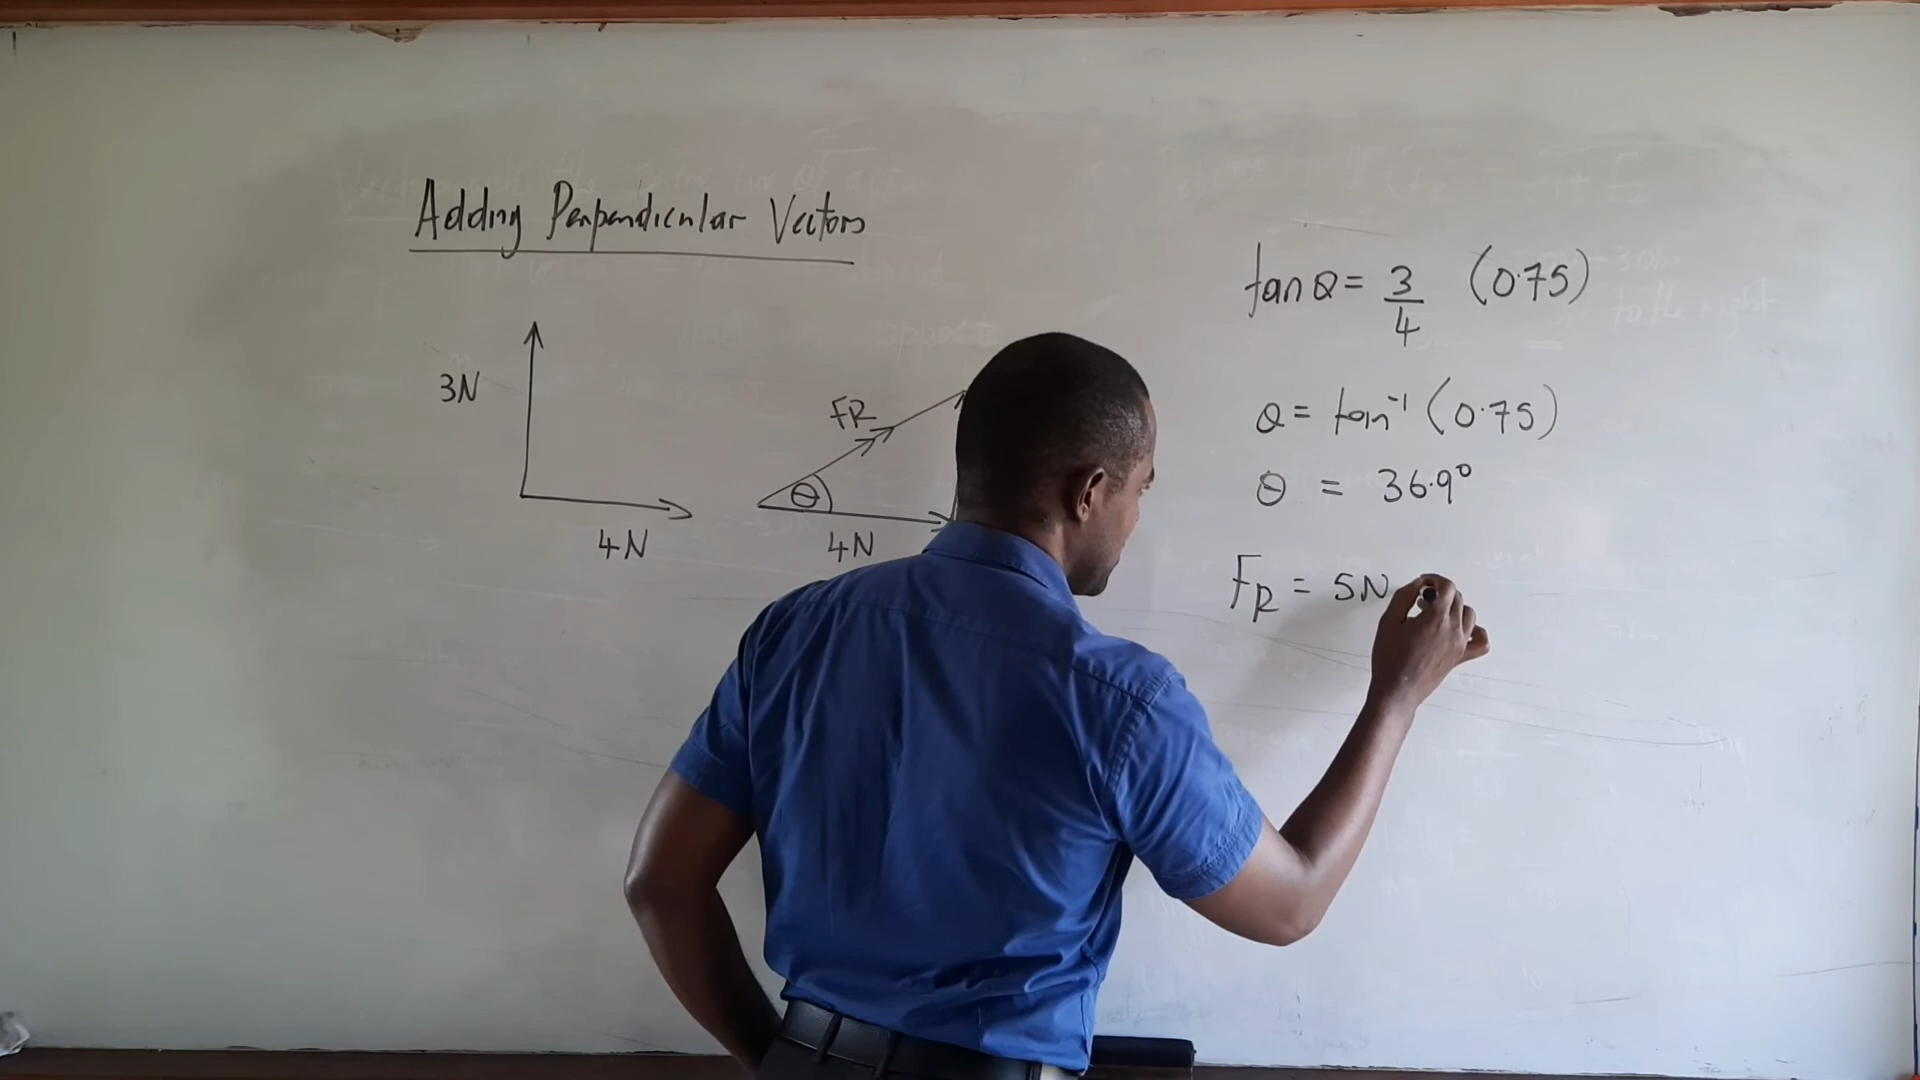 Adding Perpendicular Vectors
3N
4N
FR
θ
4N
tan θ = 3/4 (0.75)
θ = tan⁻¹ (0.75)
θ = 36.9°
FR = 5N